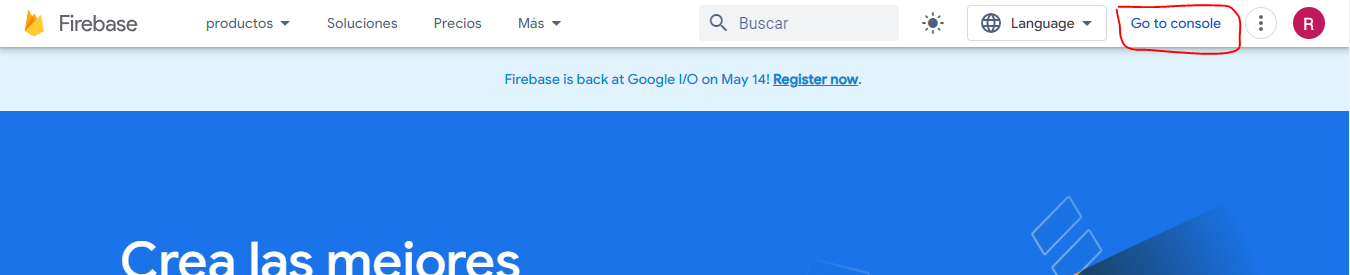 Firebase productos Soluciones Precios Más Buscar Language Go to console R
Firebase is back at Google I/O on May 14! Register now.
Crea las mejores